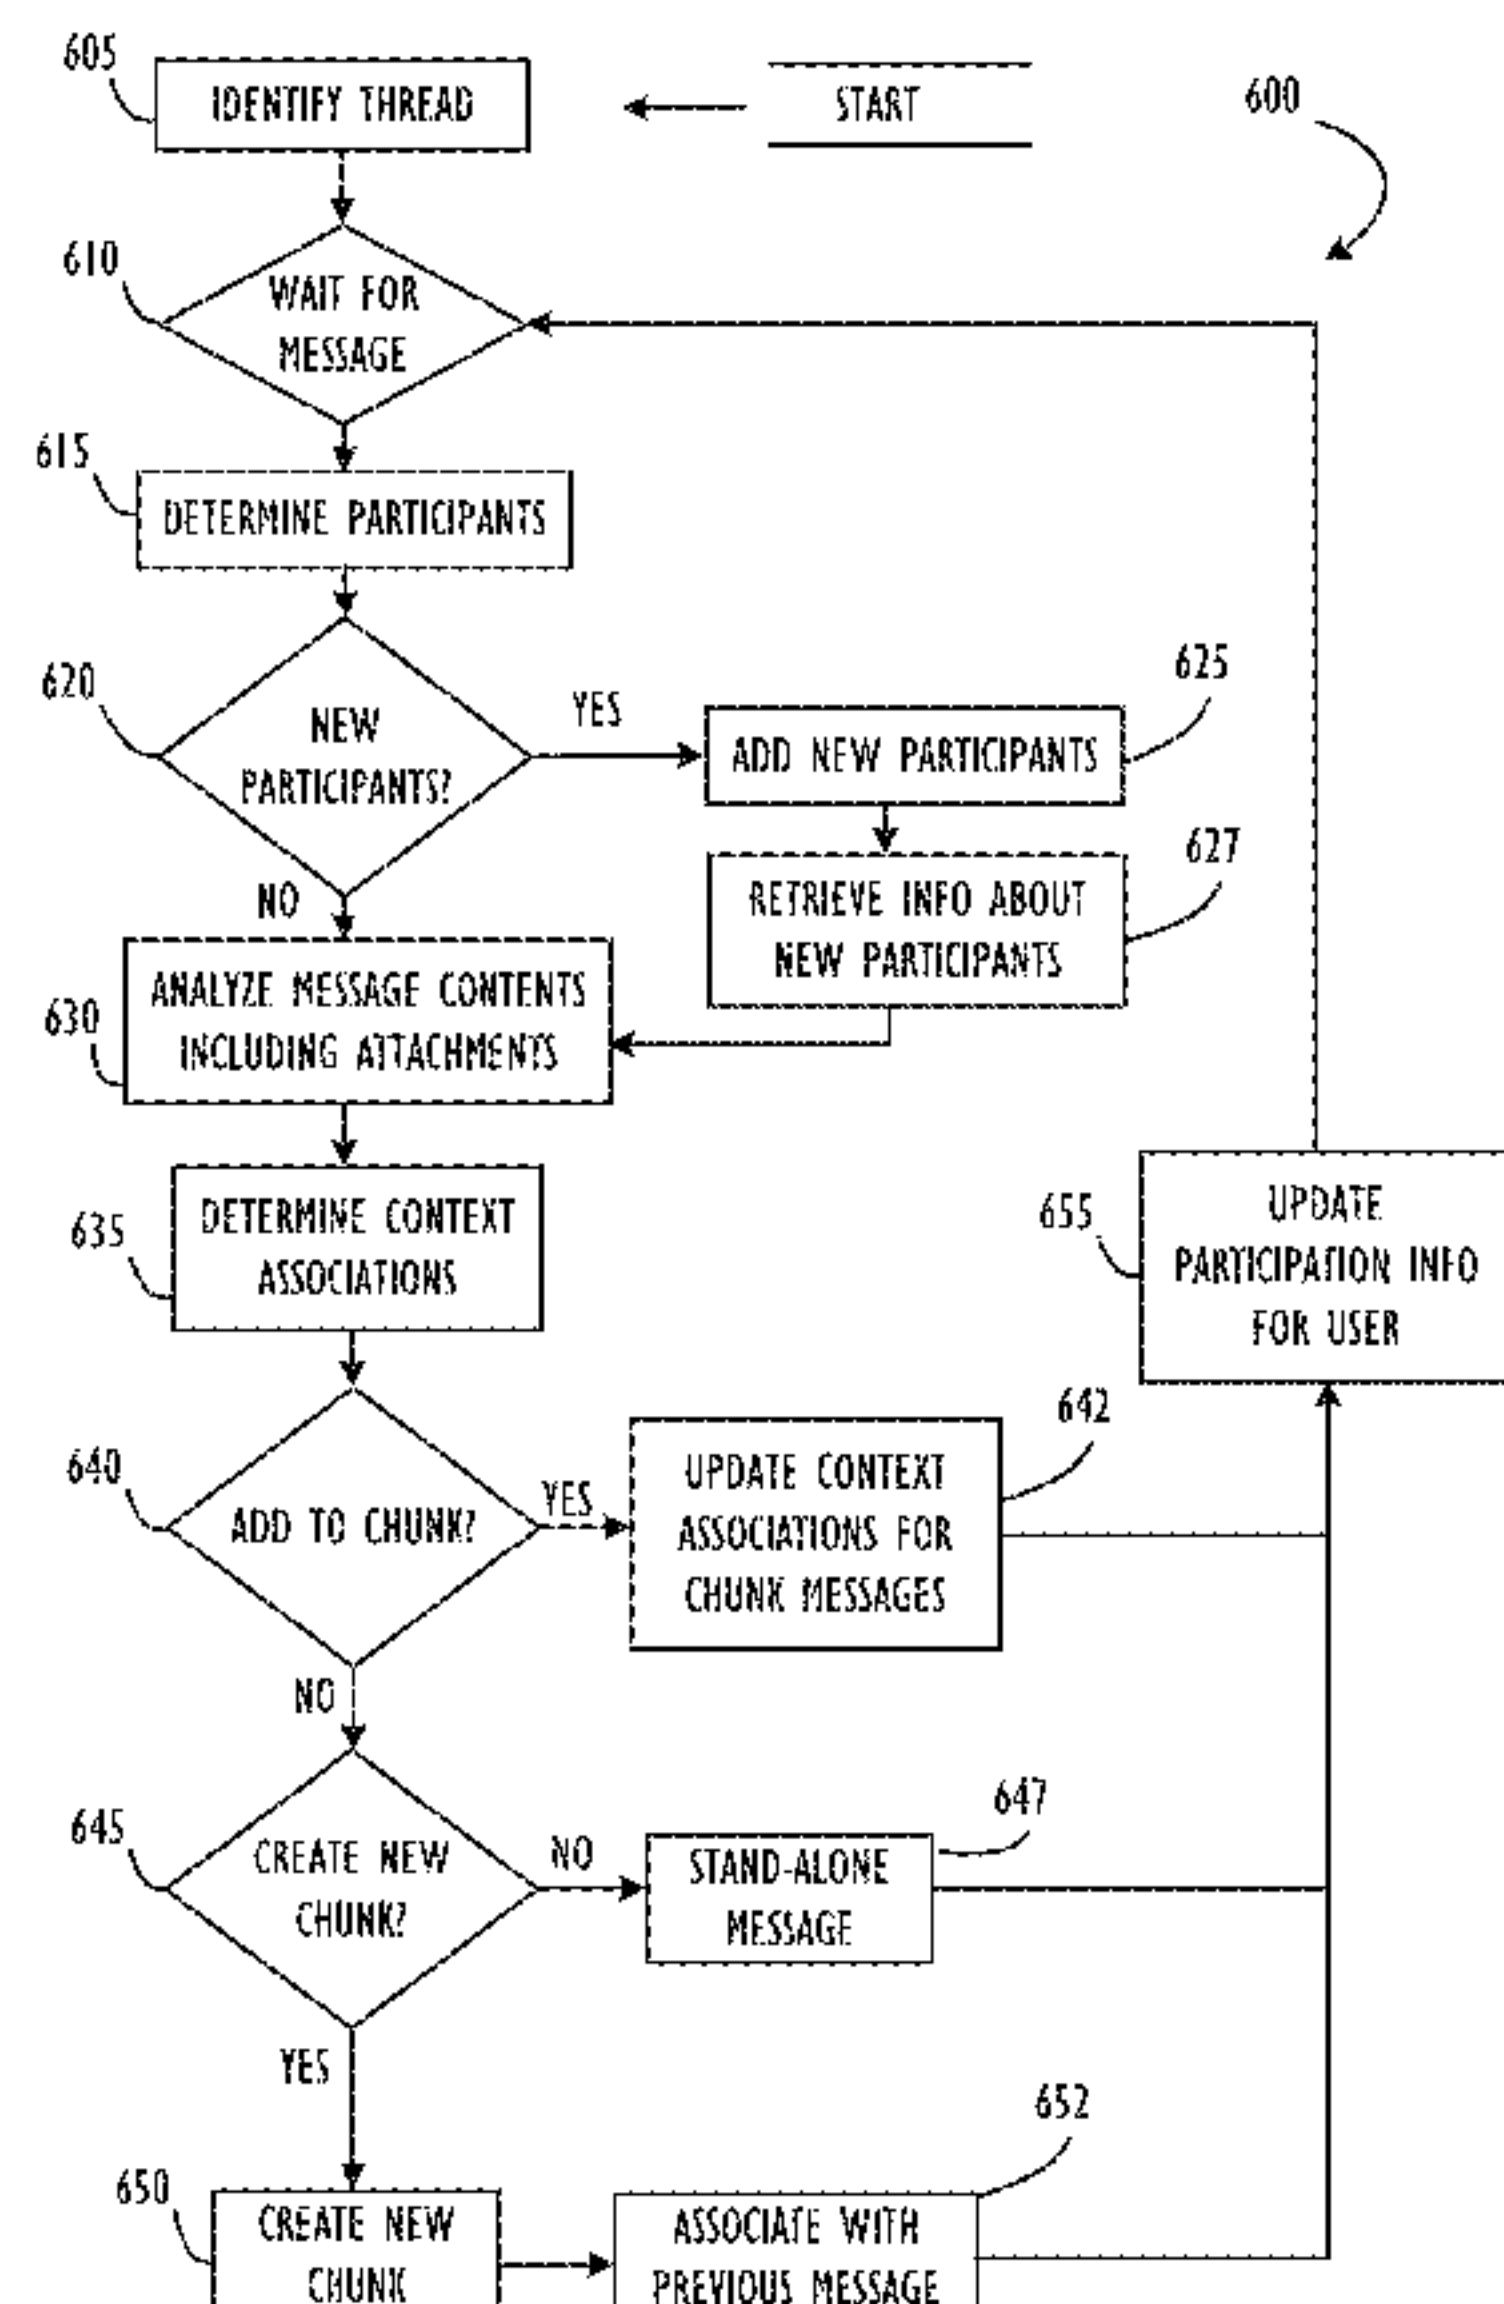 605
IDENTIFY THREAD
START
600
610
WAIT FOR
MESSAGE
615
DETERMINE PARTICIPANTS
620
NEW
PARTICIPANTS?
YES
625
ADD NEW PARTICIPANTS
627
RETRIEVE INFO ABOUT
NEW PARTICIPANTS
NO
630
ANALYZE MESSAGE CONTENTS
INCLUDING ATTACHMENTS
635
DETERMINE CONTEXT
ASSOCIATIONS
655
UPDATE
PARTICIPATION INFO
FOR USER
640
ADD TO CHUNK?
YES
642
UPDATE CONTEXT
ASSOCIATIONS FOR
CHUNK MESSAGES
NO
645
CREATE NEW
CHUNK?
NO
647
STAND-ALONE
MESSAGE
YES
650
CREATE NEW
CHUNK
652
ASSOCIATE WITH
PREVIOUS MESSAGE